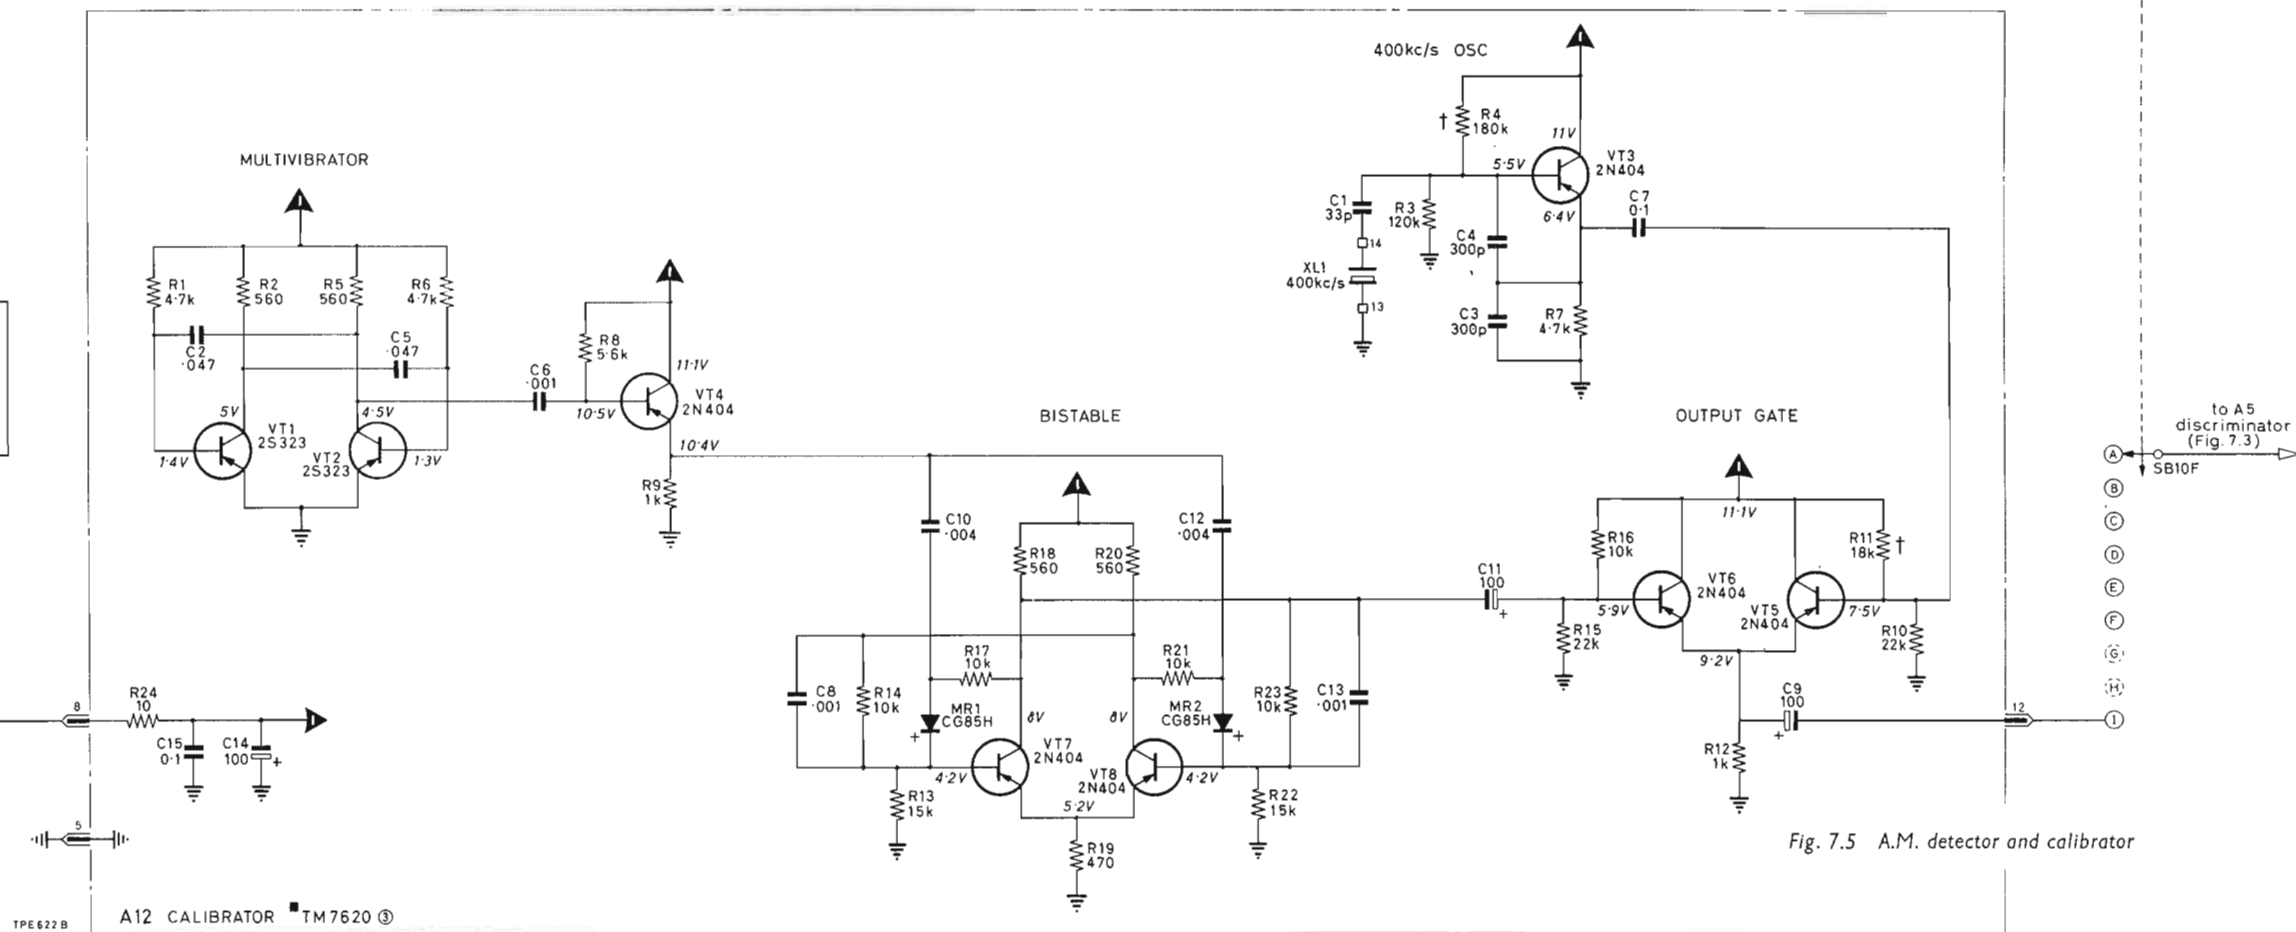 400kc/s OSC
† R4
180k
11V
VT3
2N404
5·5V
6·4V
C1
33p
R3
120k
C4
300p
C7
0·1
14
XL1
400kc/s
13
C3
300p
R7
4·7k
MULTIVIBRATOR
R1
4·7k
R2
560
R5
560
R6
4·7k
C2
·047
C5
·047
5V
4·5V
VT1
2S323
VT2
2S323
1·4V
1·3V
C6
·001
R8
5·6k
11·1V
VT4
2N404
10·5V
10·4V
R9
1k
BISTABLE
C10
·004
C12
·004
R18
560
R20
560
R17
10k
R21
10k
C8
·001
R14
10k
MR1
CG85H
+
8V
8V
MR2
CG85H
+
R23
10k
C13
·001
VT7
2N404
VT8
2N404
4·2V
4·2V
5·2V
R13
15k
R22
15k
R19
470
OUTPUT GATE
11·1V
R16
10k
R11
18k
†
C11
100
+
5·9V
VT6
2N404
VT5
2N404
7·5V
R15
22k
R10
22k
9·2V
C9
100
+
R12
1k
12
to A5
discriminator
(Fig. 7.3)
SB10F
A
B
C
D
E
F
G
H
I
8
R24
10
C15
0·1
C14
100
+
5
Fig. 7.5 A.M. detector and calibrator
TPE622B
A12 CALIBRATOR TM7620 ③